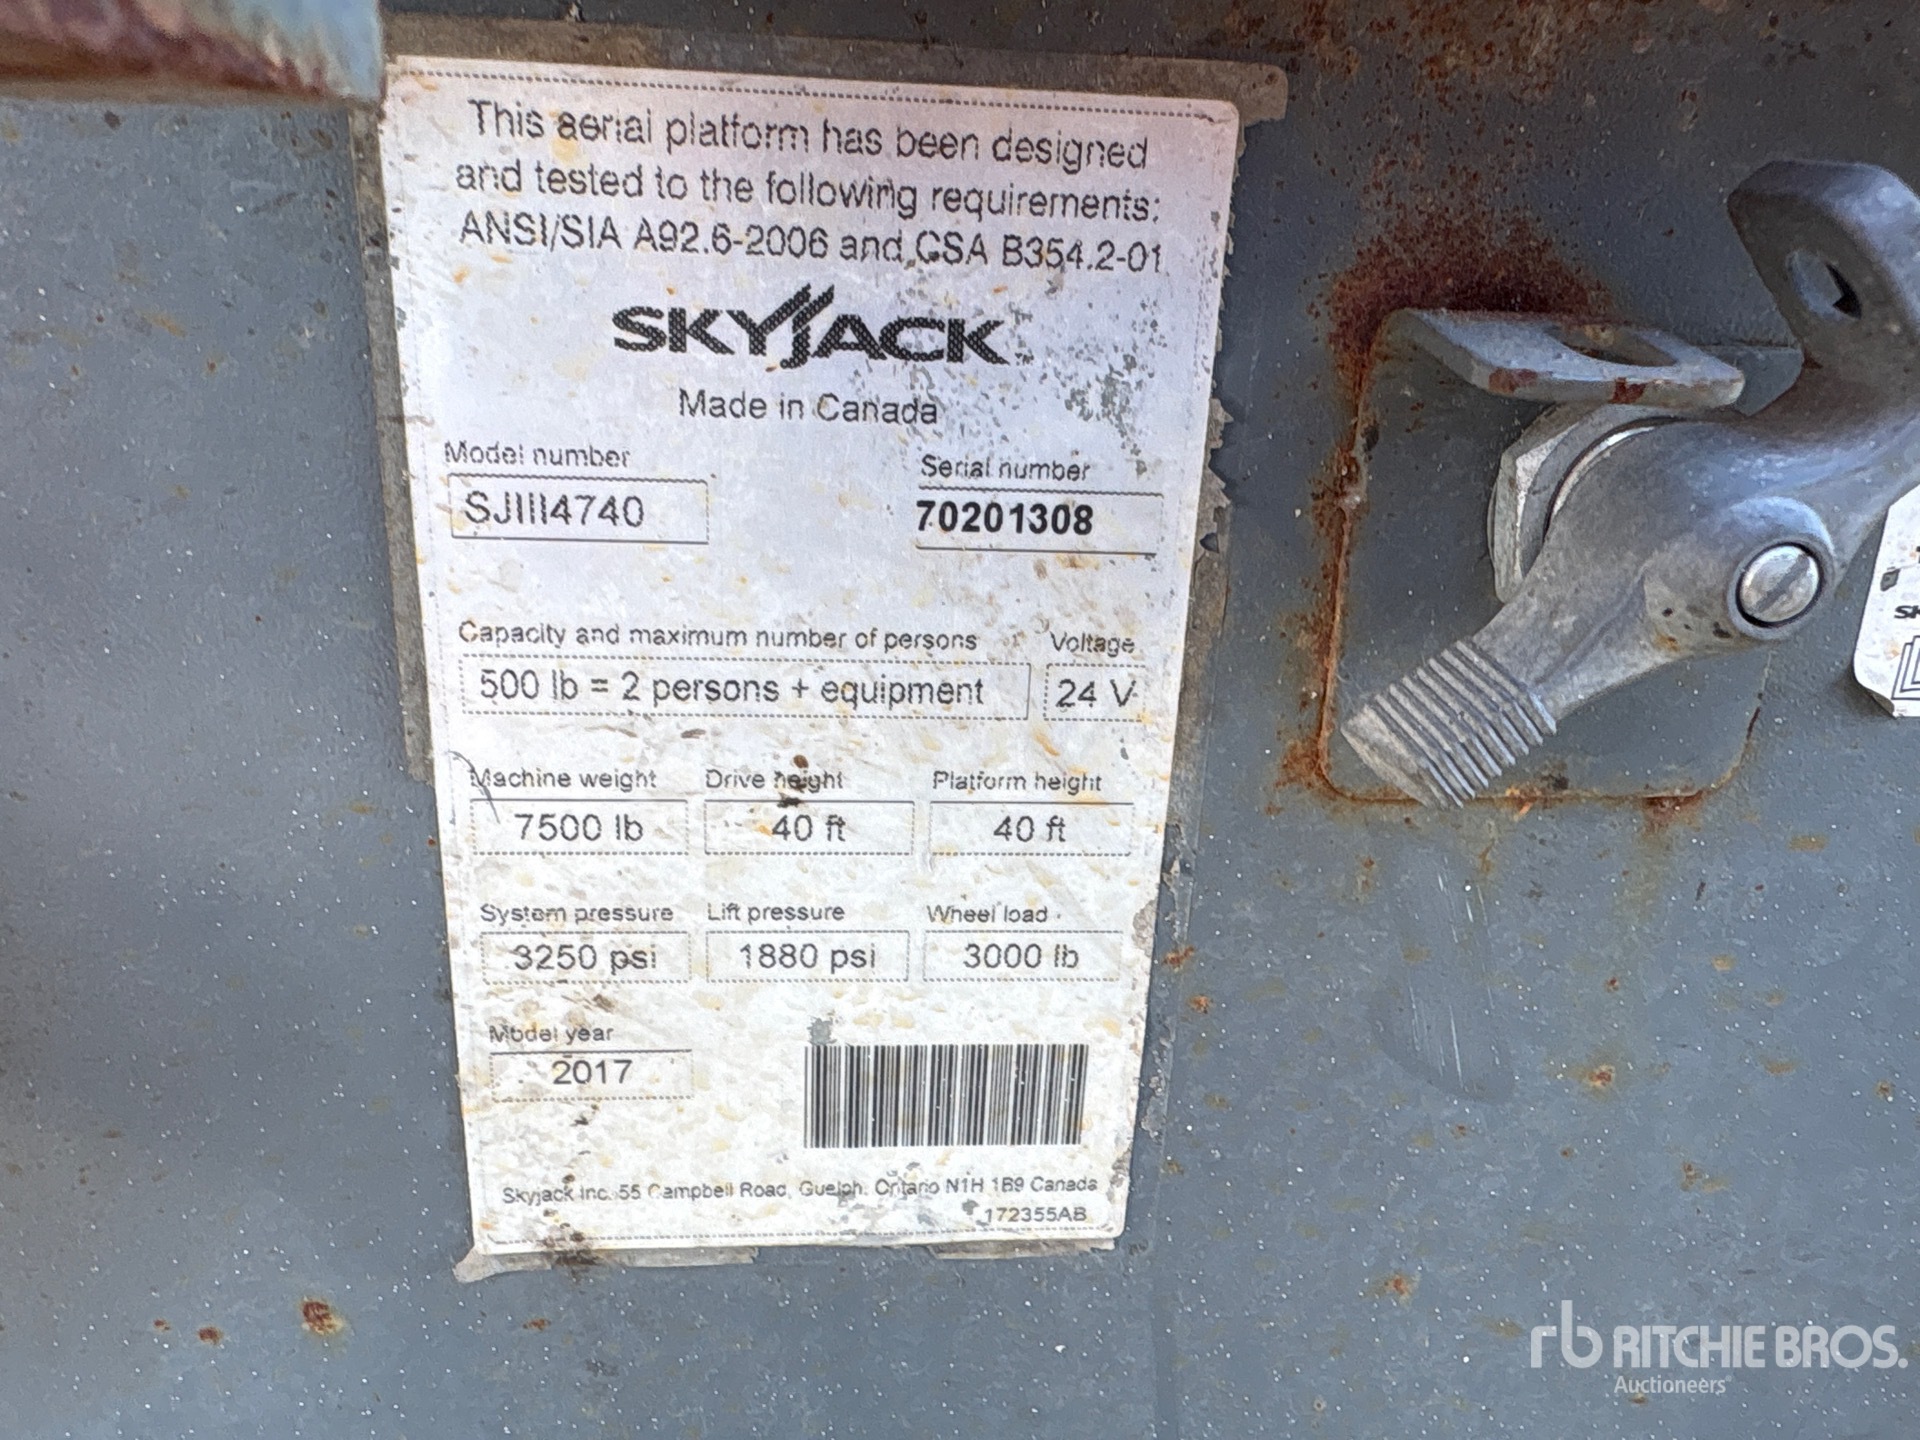 This aerial platform has been designed
and tested to the following requirements:
ANSI/SIA A92.6-2006 and CSA B354.2-01
SKYJACK
Made in Canada
Model number
Serial number
SJIII4740
70201308
Capacity and maximum number of persons
Voltage
500 lb = 2 persons + equipment
24 V
Machine weight
Drive height
Platform height
7500 lb
40 ft
40 ft
System pressure
Lift pressure
Wheel load
3250 psi
1880 psi
3000 lb
Model year
2017
Skyjack Inc. 55 Campbell Road, Guelph, Ontario N1H 1B9 Canada
172355AB
rb RITCHIE BROS.
Auctioneers